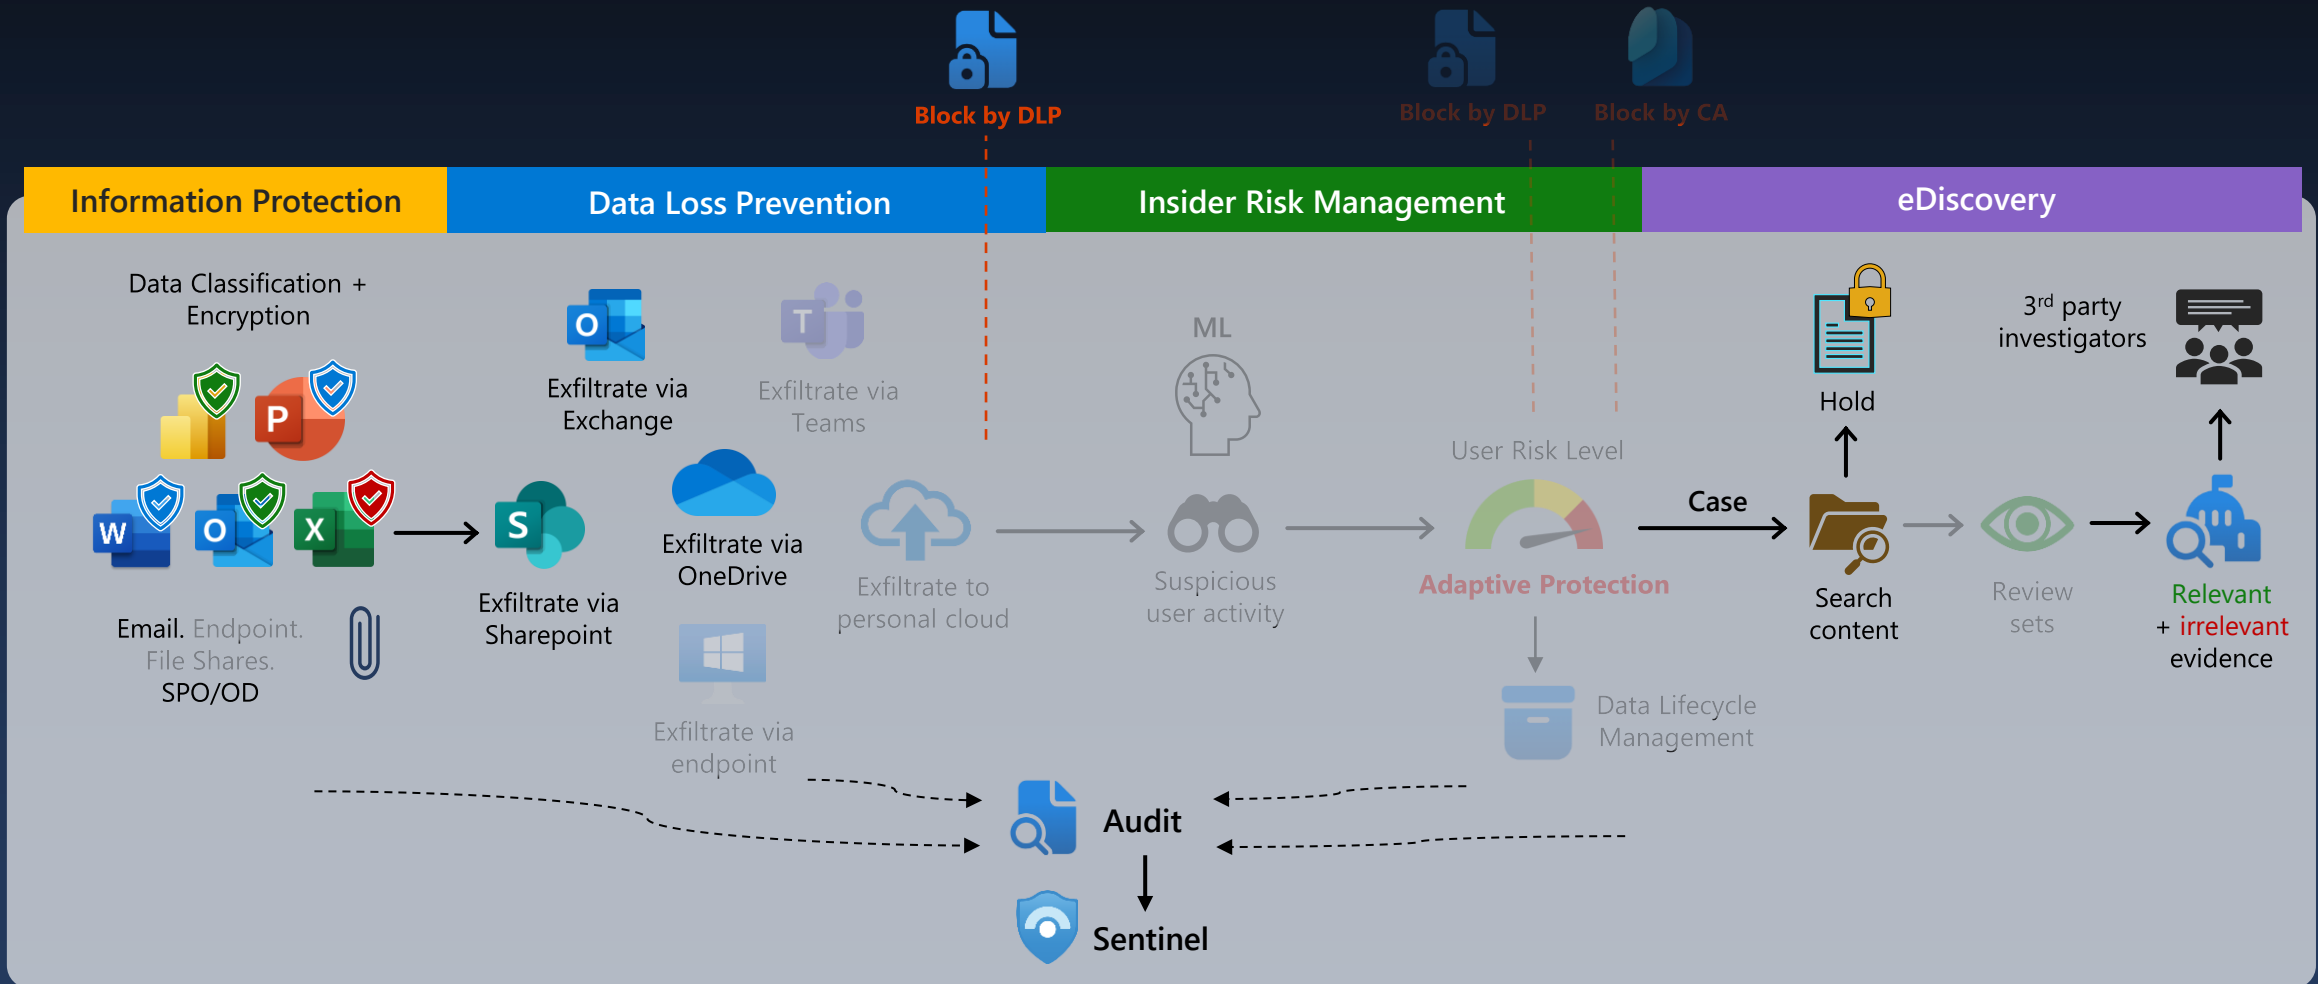 Block by DLP
Block by DLP
Block by CA
Information Protection
Data Loss Prevention
Insider Risk Management
eDiscovery
Data Classification +
Encryption
P
W
O
X
Email. Endpoint.
File Shares.
SPO/OD
O
Exfiltrate via
Exchange
T
Exfiltrate via
Teams
S
Exfiltrate via
Sharepoint
Exfiltrate via
OneDrive
Exfiltrate via
endpoint
Exfiltrate to
personal cloud
ML
Suspicious
user activity
User Risk Level
Adaptive Protection
Data Lifecycle
Management
Case
Hold
Search
content
Review
sets
3rd party
investigators
Relevant
+ irrelevant
evidence
Audit
Sentinel